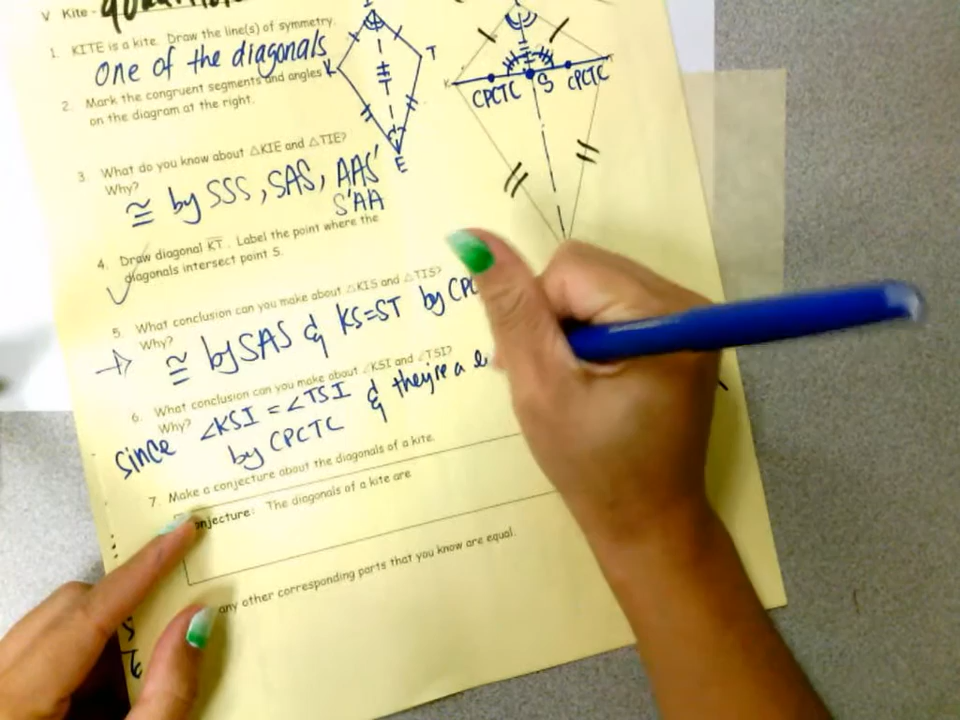 V Kite -
1. KITE is a kite. Draw the line(s) of symmetry.
One of the diagonals
2. Mark the congruent segments and angles
on the diagram at the right.
K
T
E
K
CPCTC
S
CPCTC
3. What do you know about △KIE and △TIE?
Why?
≅ by SSS, SAS, AAS'
S'AA
4. Draw diagonal KT. Label the point where the
diagonals intersect point S.
5. What conclusion can you make about △KIS and △TIS?
Why?
≅ by SAS & KS=ST by CPC
6. What conclusion can you make about ∠KSI and ∠TSI?
Why?
since ∠KSI = ∠TSI & they're a
by CPCTC
7. Make a conjecture about the diagonals of a kite.
onjecture: The diagonals of a kite are
any other corresponding parts that you know are equal.